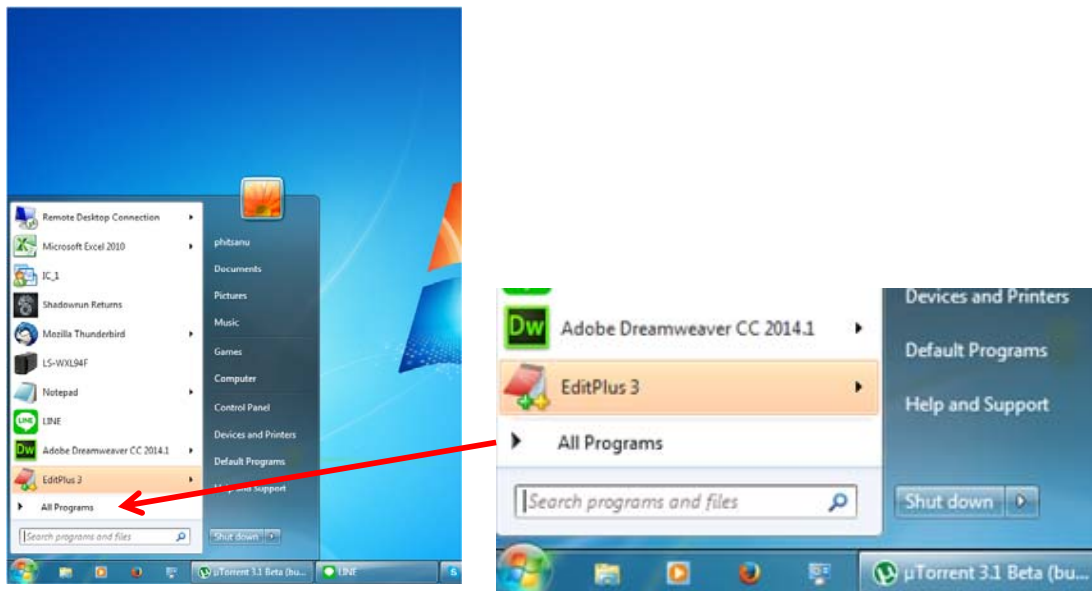 Remote Desktop Connection
Microsoft Excel 2010
IC_1
Shadowrun Returns
Mozilla Thunderbird
LS-WXL94F
Notepad
LINE
LINE
Adobe Dreamweaver CC 2014.1
Dw
EditPlus 3
All Programs
Search programs and files
phitsanu
Documents
Pictures
Music
Games
Computer
Control Panel
Devices and Printers
Default Programs
Help and Support
Shut down
µTorrent 3.1 Beta (bu...
LINE
S
Dw
Adobe Dreamweaver CC 2014.1
EditPlus 3
All Programs
Search programs and files
Devices and Printers
Default Programs
Help and Support
Shut down
µTorrent 3.1 Beta (bu...